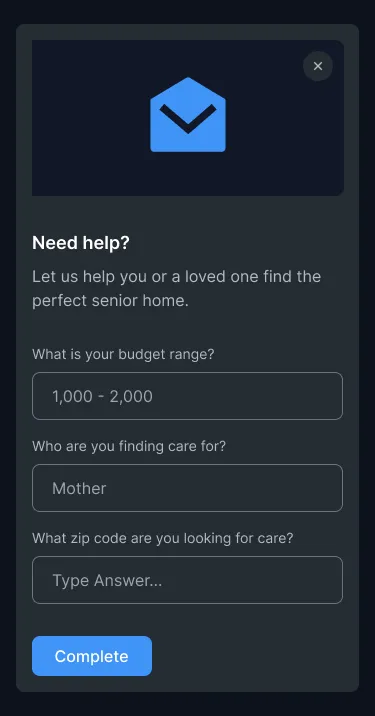 Need help?
Let us help you or a loved one find the
perfect senior home.
What is your budget range?
1,000 - 2,000
Who are you finding care for?
Mother
What zip code are you looking for care?
Type Answer...
Complete